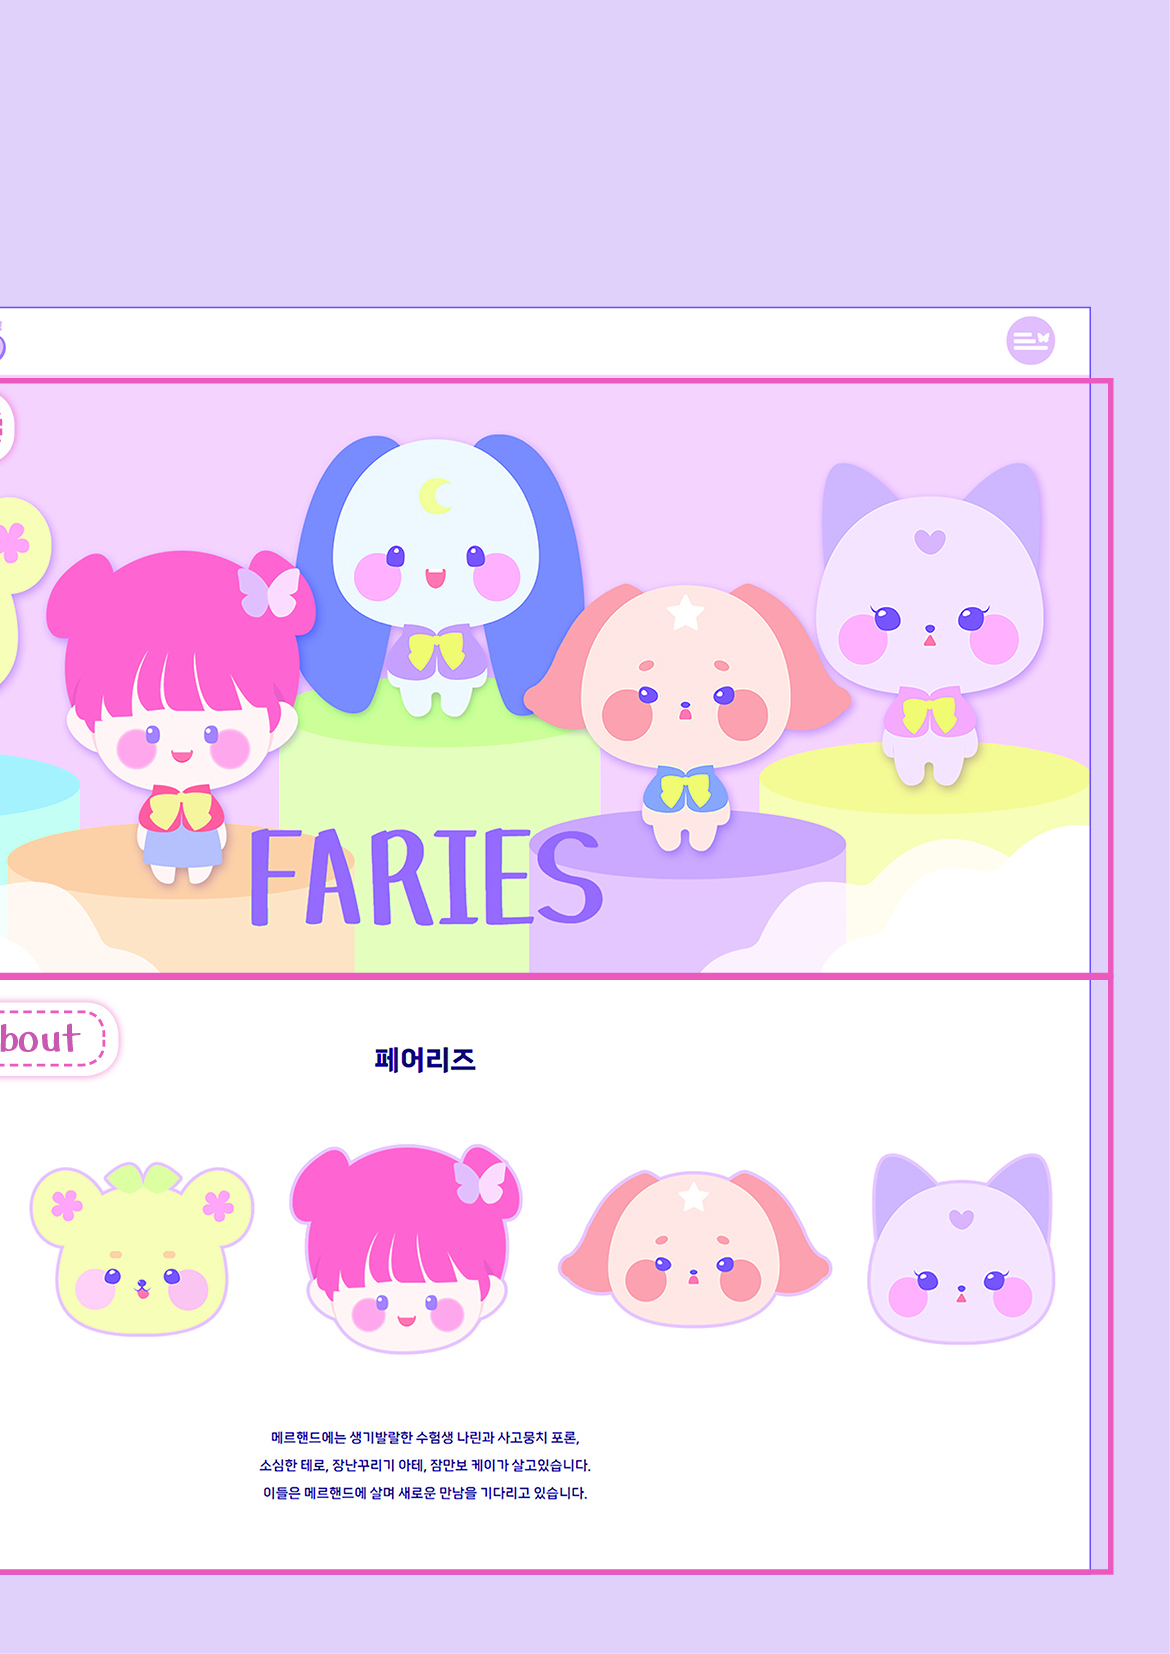 FARIES
bout
페어리즈
메르핸드에는 생기발랄한 수험생 나린과 사고뭉치 포론,
소심한 테로, 장난꾸러기 아테, 잠만보 케이가 살고있습니다.
이들은 메르핸드에 살며 새로운 만남을 기다리고 있습니다.